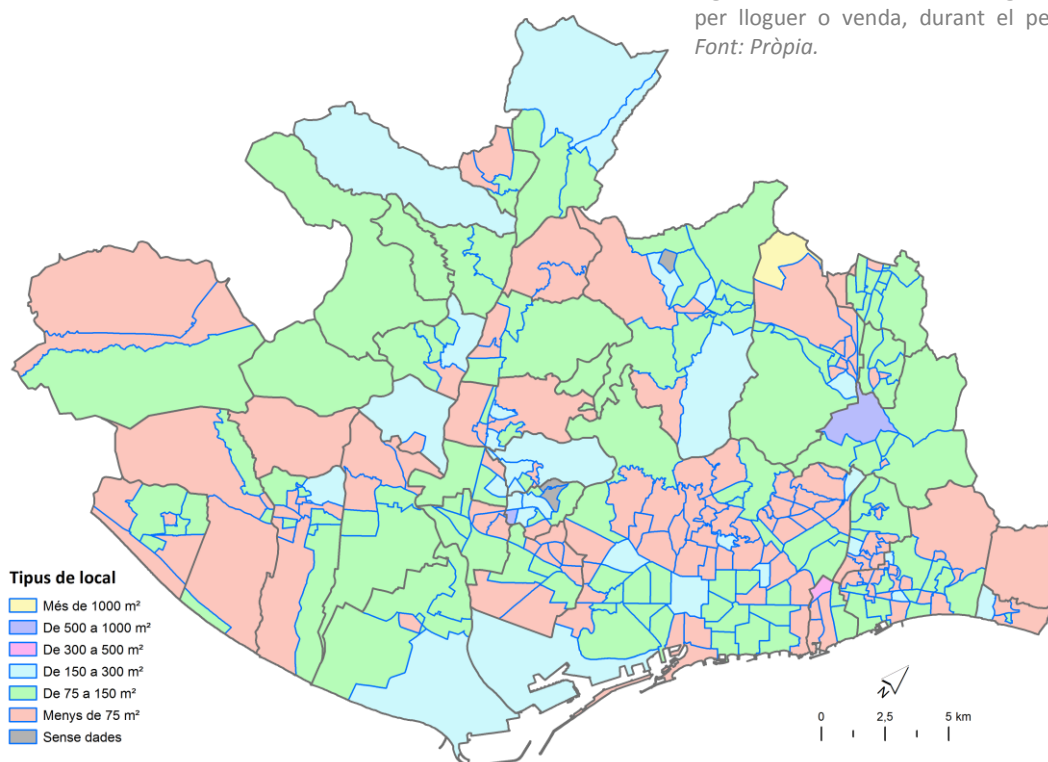 per lloguer o venda, durant el pe
Font: Pròpia.
Tipus de local
Més de 1000 m²
De 500 a 1000 m²
De 300 a 500 m²
De 150 a 300 m²
De 75 a 150 m²
Menys de 75 m²
Sense dades
N
0 2,5 5 km